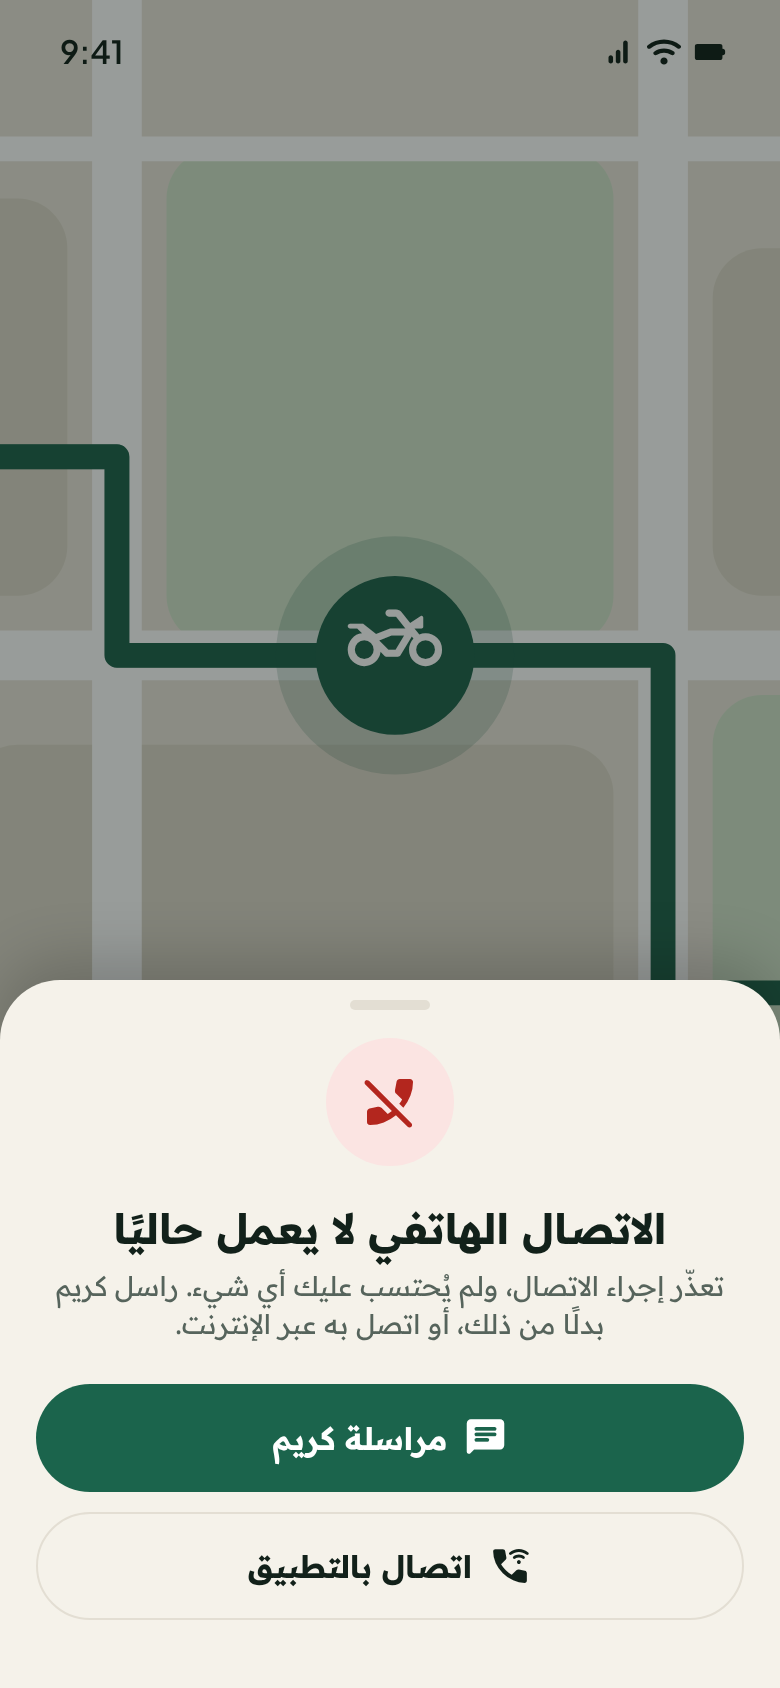 9:41
الاتصال الهاتفي لا يعمل حاليًا
تعذّر إجراء الاتصال، ولم يُحتسب عليك أي شيء. راسل كريم
بدلًا من ذلك، أو اتصل به عبر الإنترنت.
مراسلة كريم
اتصال بالتطبيق